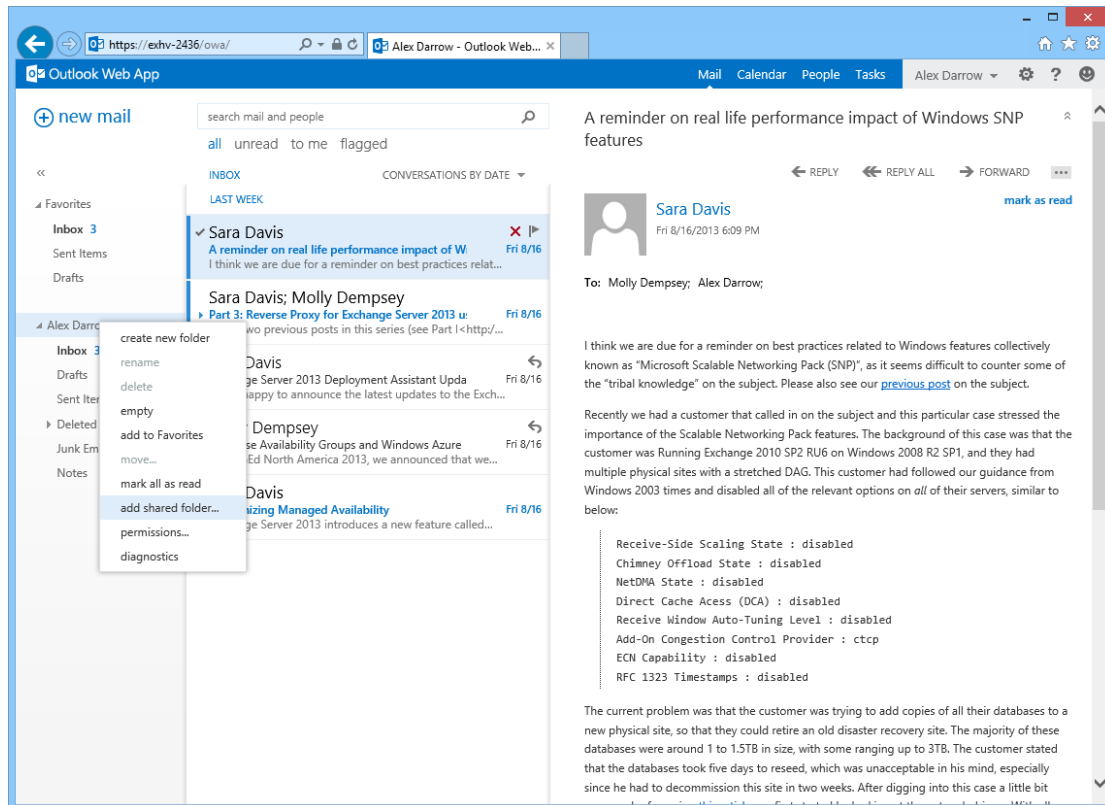 https://exhv-2436/owa/
Alex Darrow - Outlook Web...
Outlook Web App
Mail Calendar People Tasks Alex Darrow
new mail
search mail and people
all unread to me flagged
INBOX CONVERSATIONS BY DATE
LAST WEEK
Favorites
Inbox 3
Sent Items
Drafts
Alex Darro
Inbox 3
Drafts
Sent Iter
Deleted
Junk Em
Notes
create new folder
rename
delete
empty
add to Favorites
move...
mark all as read
add shared folder...
permissions...
diagnostics
Sara Davis
A reminder on real life performance impact of Wi Fri 8/16
I think we are due for a reminder on best practices relat...
Sara Davis; Molly Dempsey
Part 3: Reverse Proxy for Exchange Server 2013 u: Fri 8/16
wo previous posts in this series (see Part I<http:/...
Davis
ge Server 2013 Deployment Assistant Upda Fri 8/16
appy to announce the latest updates to the Exch...
Dempsey
se Availability Groups and Windows Azure Fri 8/16
Ed North America 2013, we announced that we...
Davis
izing Managed Availability Fri 8/16
ge Server 2013 introduces a new feature called...
A reminder on real life performance impact of Windows SNP
features
REPLY REPLY ALL FORWARD
mark as read
Sara Davis
Fri 8/16/2013 6:09 PM
To: Molly Dempsey; Alex Darrow;
I think we are due for a reminder on best practices related to Windows features collectively
known as “Microsoft Scalable Networking Pack (SNP)”, as it seems difficult to counter some of
the “tribal knowledge” on the subject. Please also see our previous post on the subject.
Recently we had a customer that called in on the subject and this particular case stressed the
importance of the Scalable Networking Pack features. The background of this case was that the
customer was Running Exchange 2010 SP2 RU6 on Windows 2008 R2 SP1, and they had
multiple physical sites with a stretched DAG. This customer had followed our guidance from
Windows 2003 times and disabled all of the relevant options on all of their servers, similar to
below:
Receive-Side Scaling State : disabled
Chimney Offload State : disabled
NetDMA State : disabled
Direct Cache Acess (DCA) : disabled
Receive Window Auto-Tuning Level : disabled
Add-On Congestion Control Provider : ctcp
ECN Capability : disabled
RFC 1323 Timestamps : disabled
The current problem was that the customer was trying to add copies of all their databases to a
new physical site, so that they could retire an old disaster recovery site. The majority of these
databases were around 1 to 1.5TB in size, with some ranging up to 3TB. The customer stated
that the databases took five days to reseed, which was unacceptable in his mind, especially
since he had to decommission this site in two weeks. After digging into this case a little bit